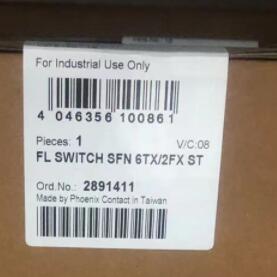 For Industrial Use Only
4 046356 100861
Pieces: 1 V/C:08
FL SWITCH SFN 6TX/2FX ST
Ord.No.: 2891411
Made by Phoenix Contact in Taiwan